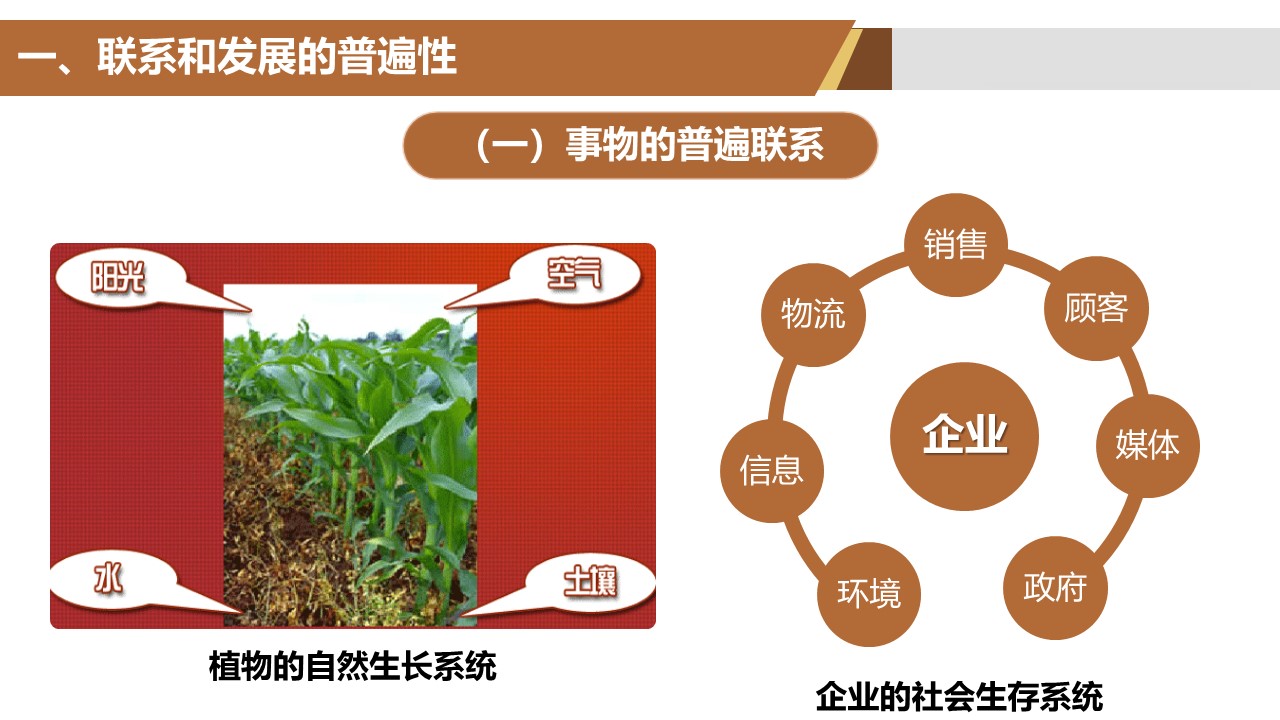 一、联系和发展的普遍性
（一）事物的普遍联系
阳光
空气
水
土壤
植物的自然生长系统
销售
物流
顾客
企业
媒体
信息
环境
政府
企业的社会生存系统